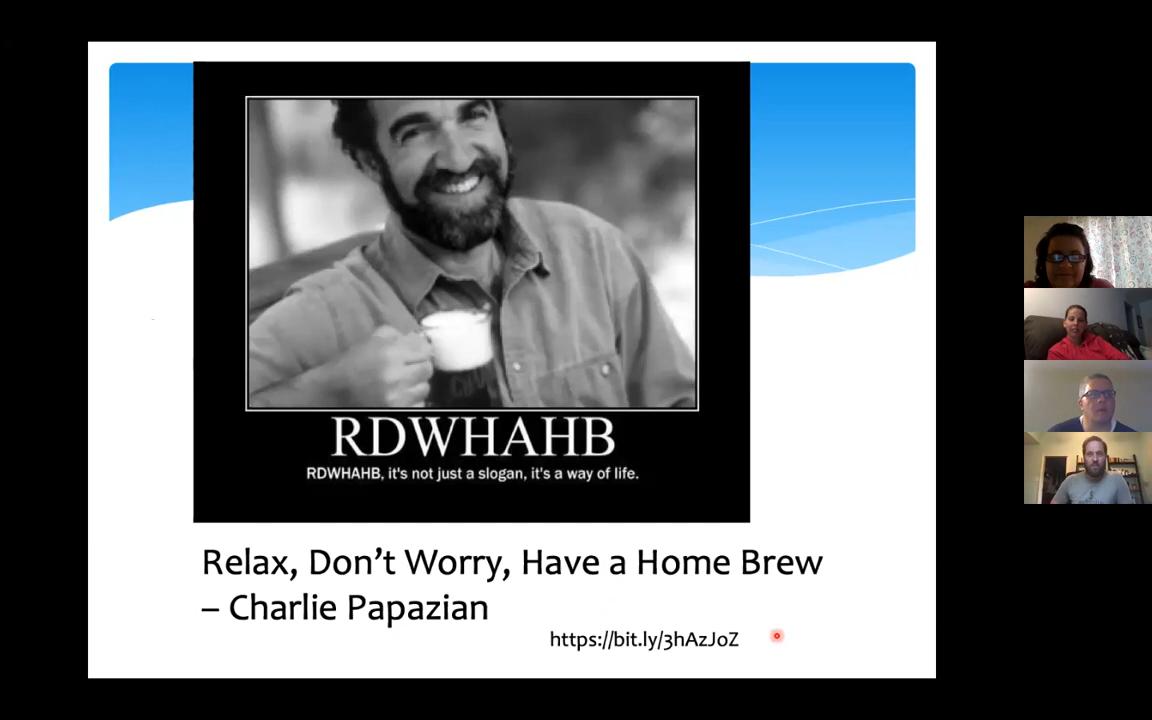 RDWHAHB
RDWHAHB, it's not just a slogan, it's a way of life.
Relax, Don't Worry, Have a Home Brew
– Charlie Papazian
https://bit.ly/3hAzJoZ